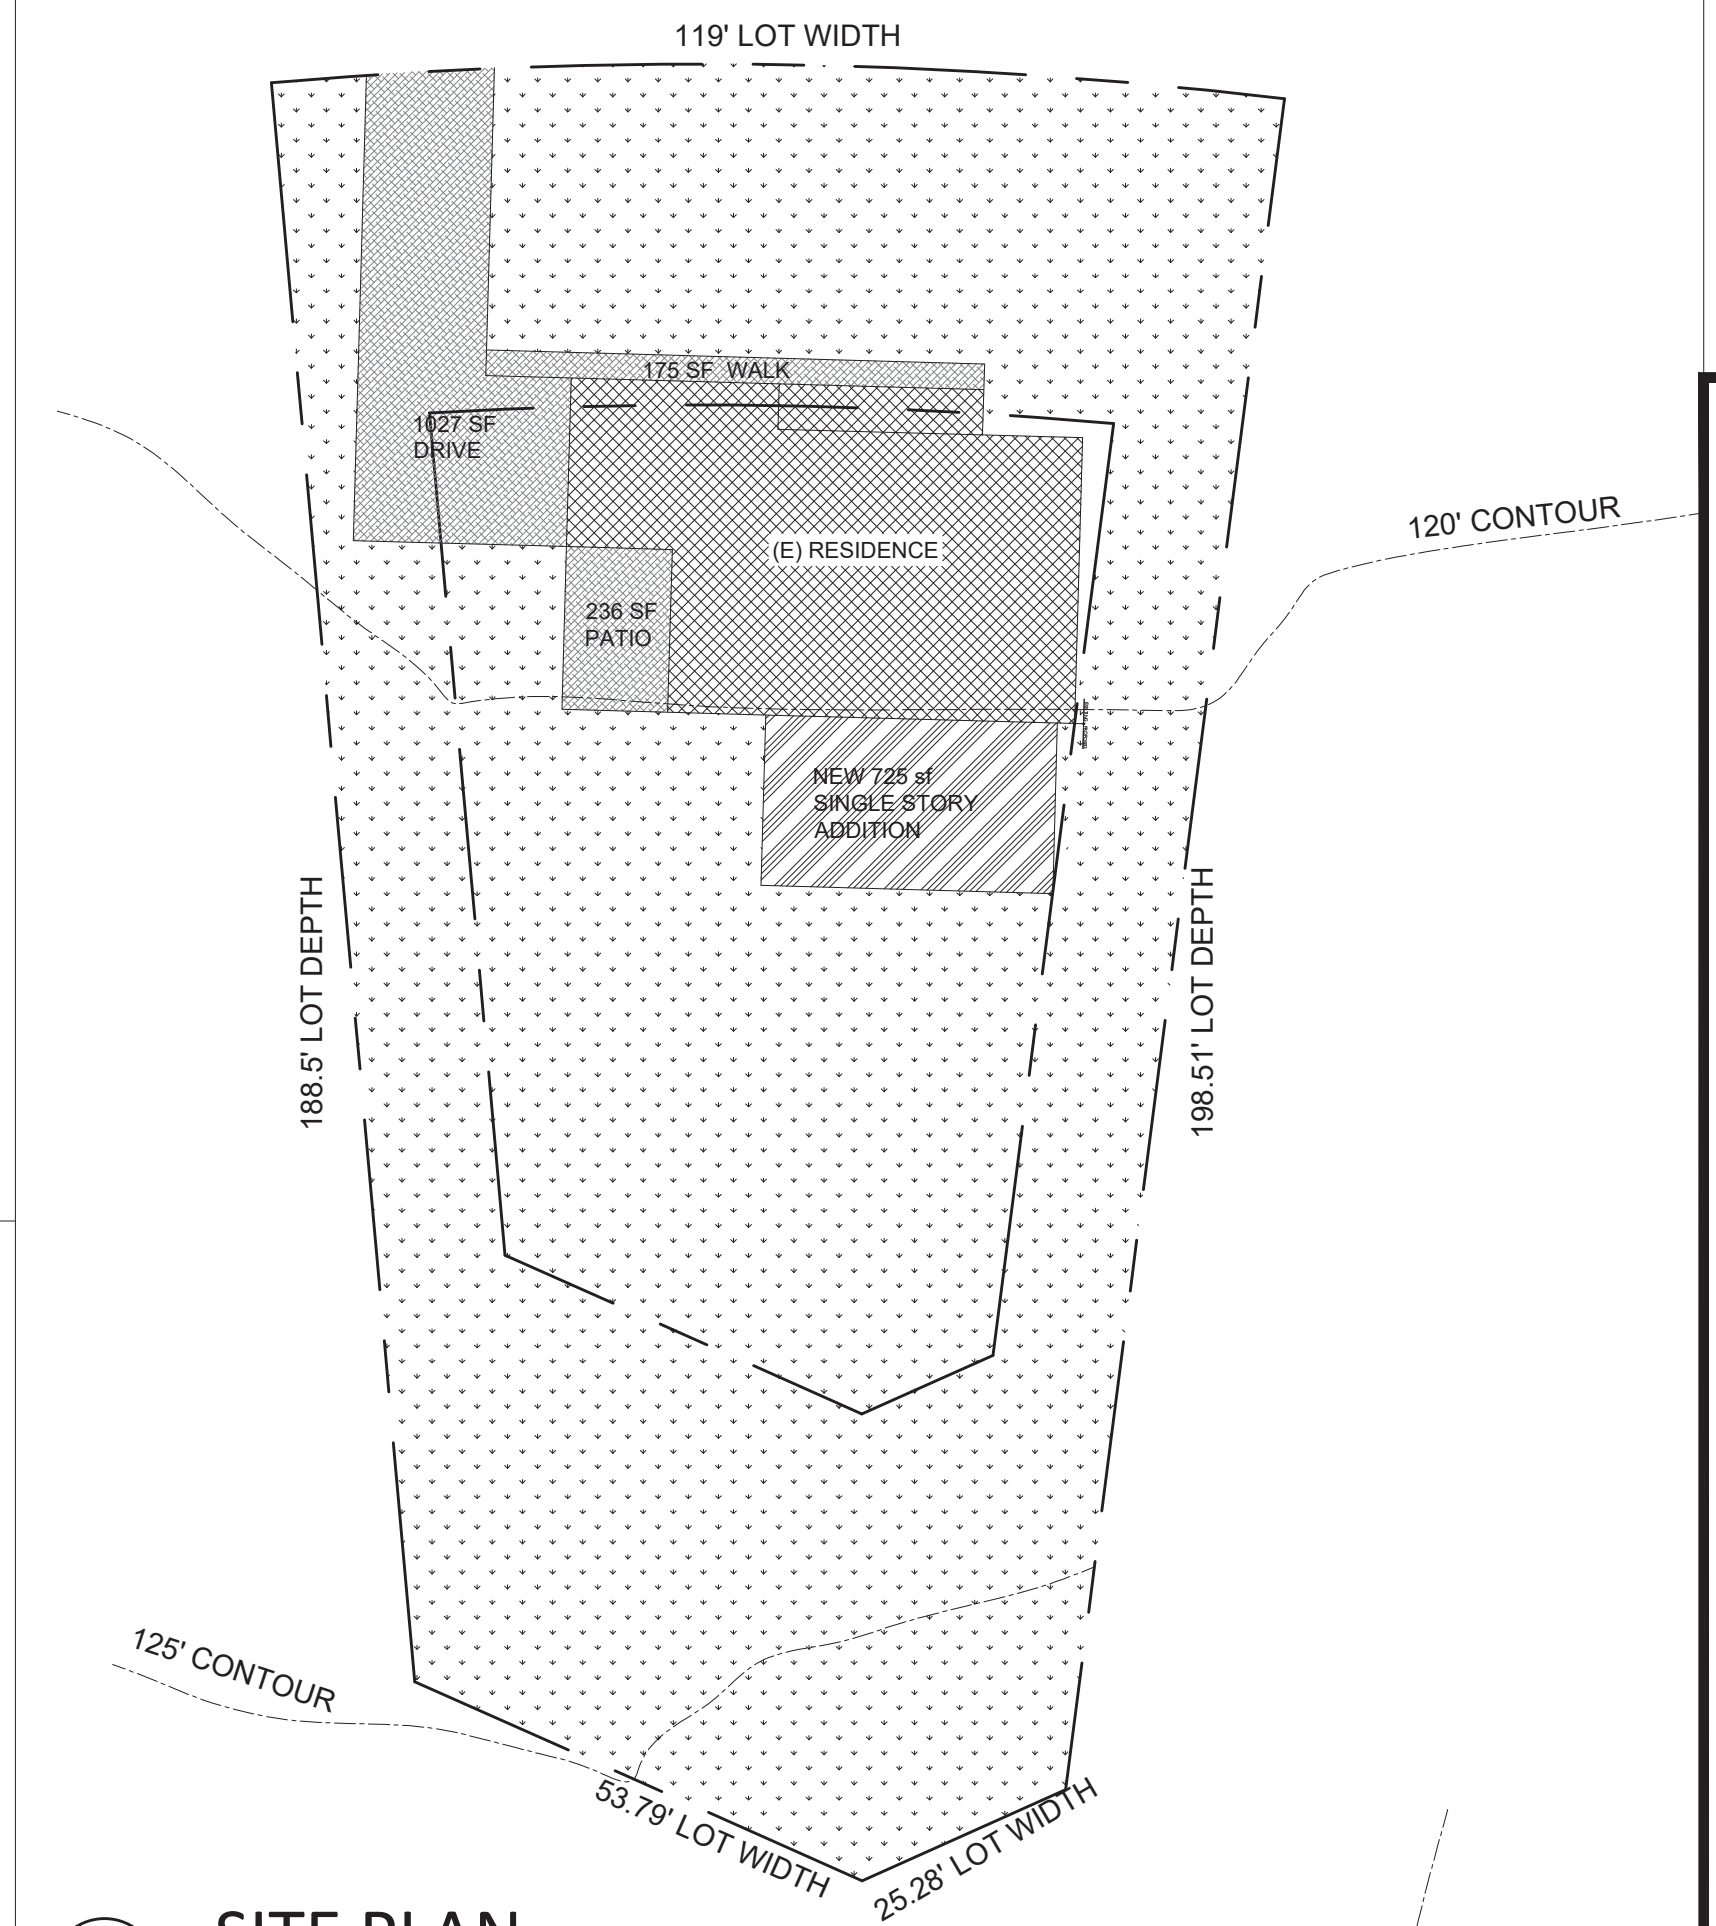 119' LOT WIDTH
175 SF WALK
1027 SF
DRIVE
120' CONTOUR
(E) RESIDENCE
236 SF
PATIO
NEW 725 sf
SINGLE STORY
ADDITION
188.5' LOT DEPTH
198.51' LOT DEPTH
125' CONTOUR
53.79' LOT WIDTH
25.28' LOT WIDTH
SITE PLAN